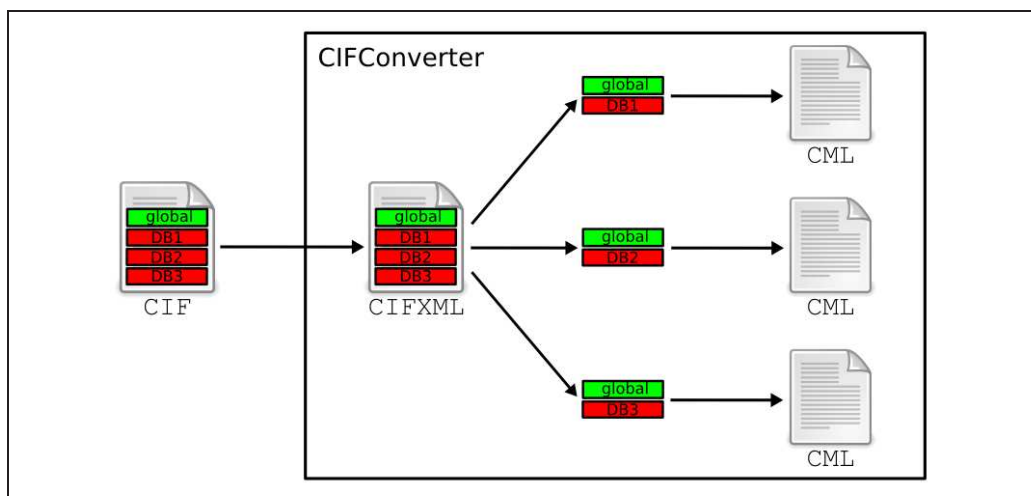 CIFConverter
global
DB1
CML
global
DB1
DB2
DB3
CIF
global
DB1
DB2
DB3
CIFXML
global
DB2
CML
global
DB3
CML